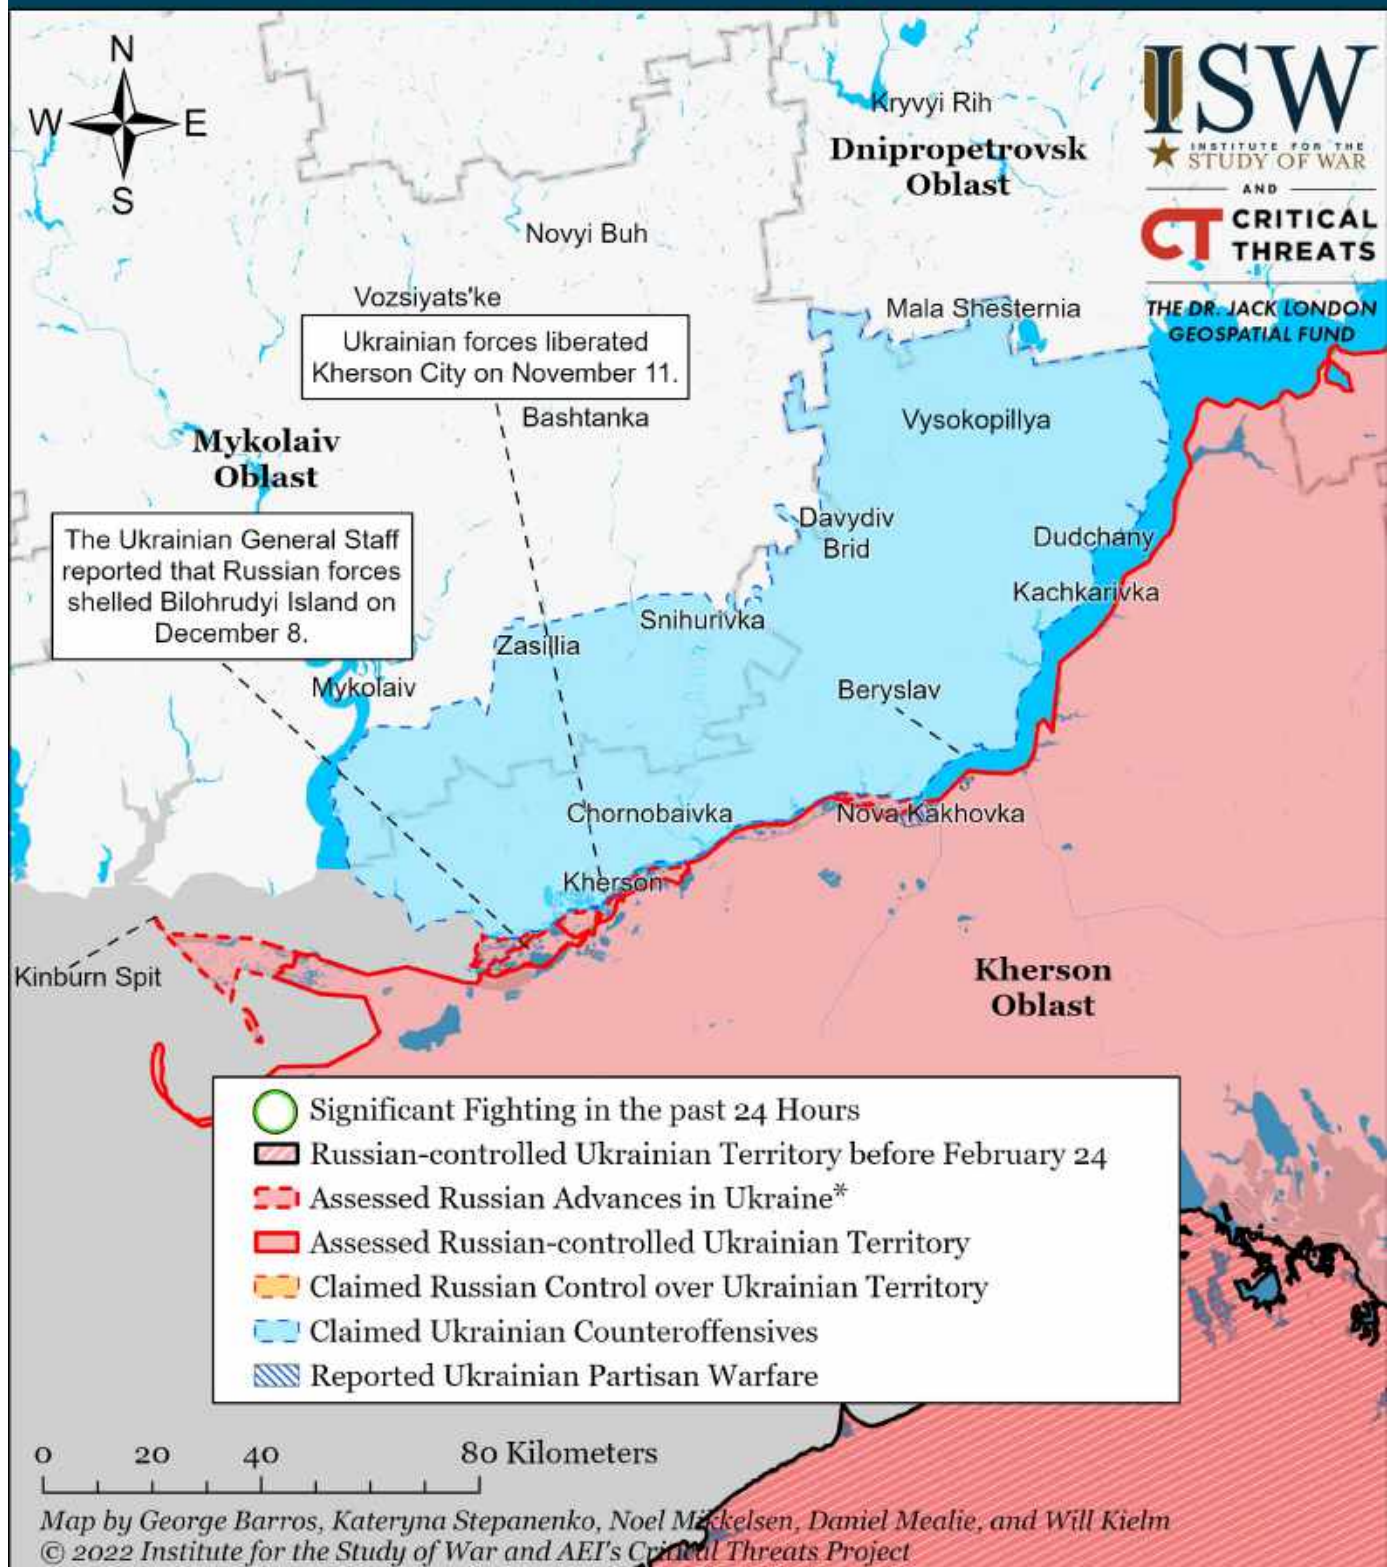 N
W E
S
ISW
INSTITUTE FOR THE
STUDY OF WAR
AND
CT CRITICAL
THREATS
THE DR. JACK LONDON
GEOSPATIAL FUND
Kryvyi Rih
Dnipropetrovsk
Oblast
Novyi Buh
Vozsiyats'ke
Mala Shesternia
Ukrainian forces liberated
Kherson City on November 11.
Bashtanka
Vysokopillya
Mykolaiv
Oblast
The Ukrainian General Staff
reported that Russian forces
shelled Bilohrudyi Island on
December 8.
Davydiv
Brid
Dudchany
Kachkarivka
Snihurivka
Zasillia
Mykolaiv
Beryslav
Chornobaivka
Nova Kakhovka
Kherson
Kinburn Spit
Kherson
Oblast
Significant Fighting in the past 24 Hours
Russian-controlled Ukrainian Territory before February 24
Assessed Russian Advances in Ukraine*
Assessed Russian-controlled Ukrainian Territory
Claimed Russian Control over Ukrainian Territory
Claimed Ukrainian Counteroffensives
Reported Ukrainian Partisan Warfare
0 20 40 80 Kilometers
Map by George Barros, Kateryna Stepanenko, Noel Mikkelsen, Daniel Mealie, and Will Kielm
© 2022 Institute for the Study of War and AEI's Critical Threats Project